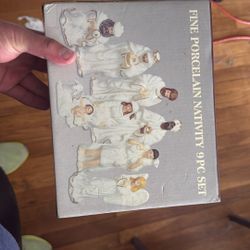 FINE PORCELAIN NATIVITY 9PC SET